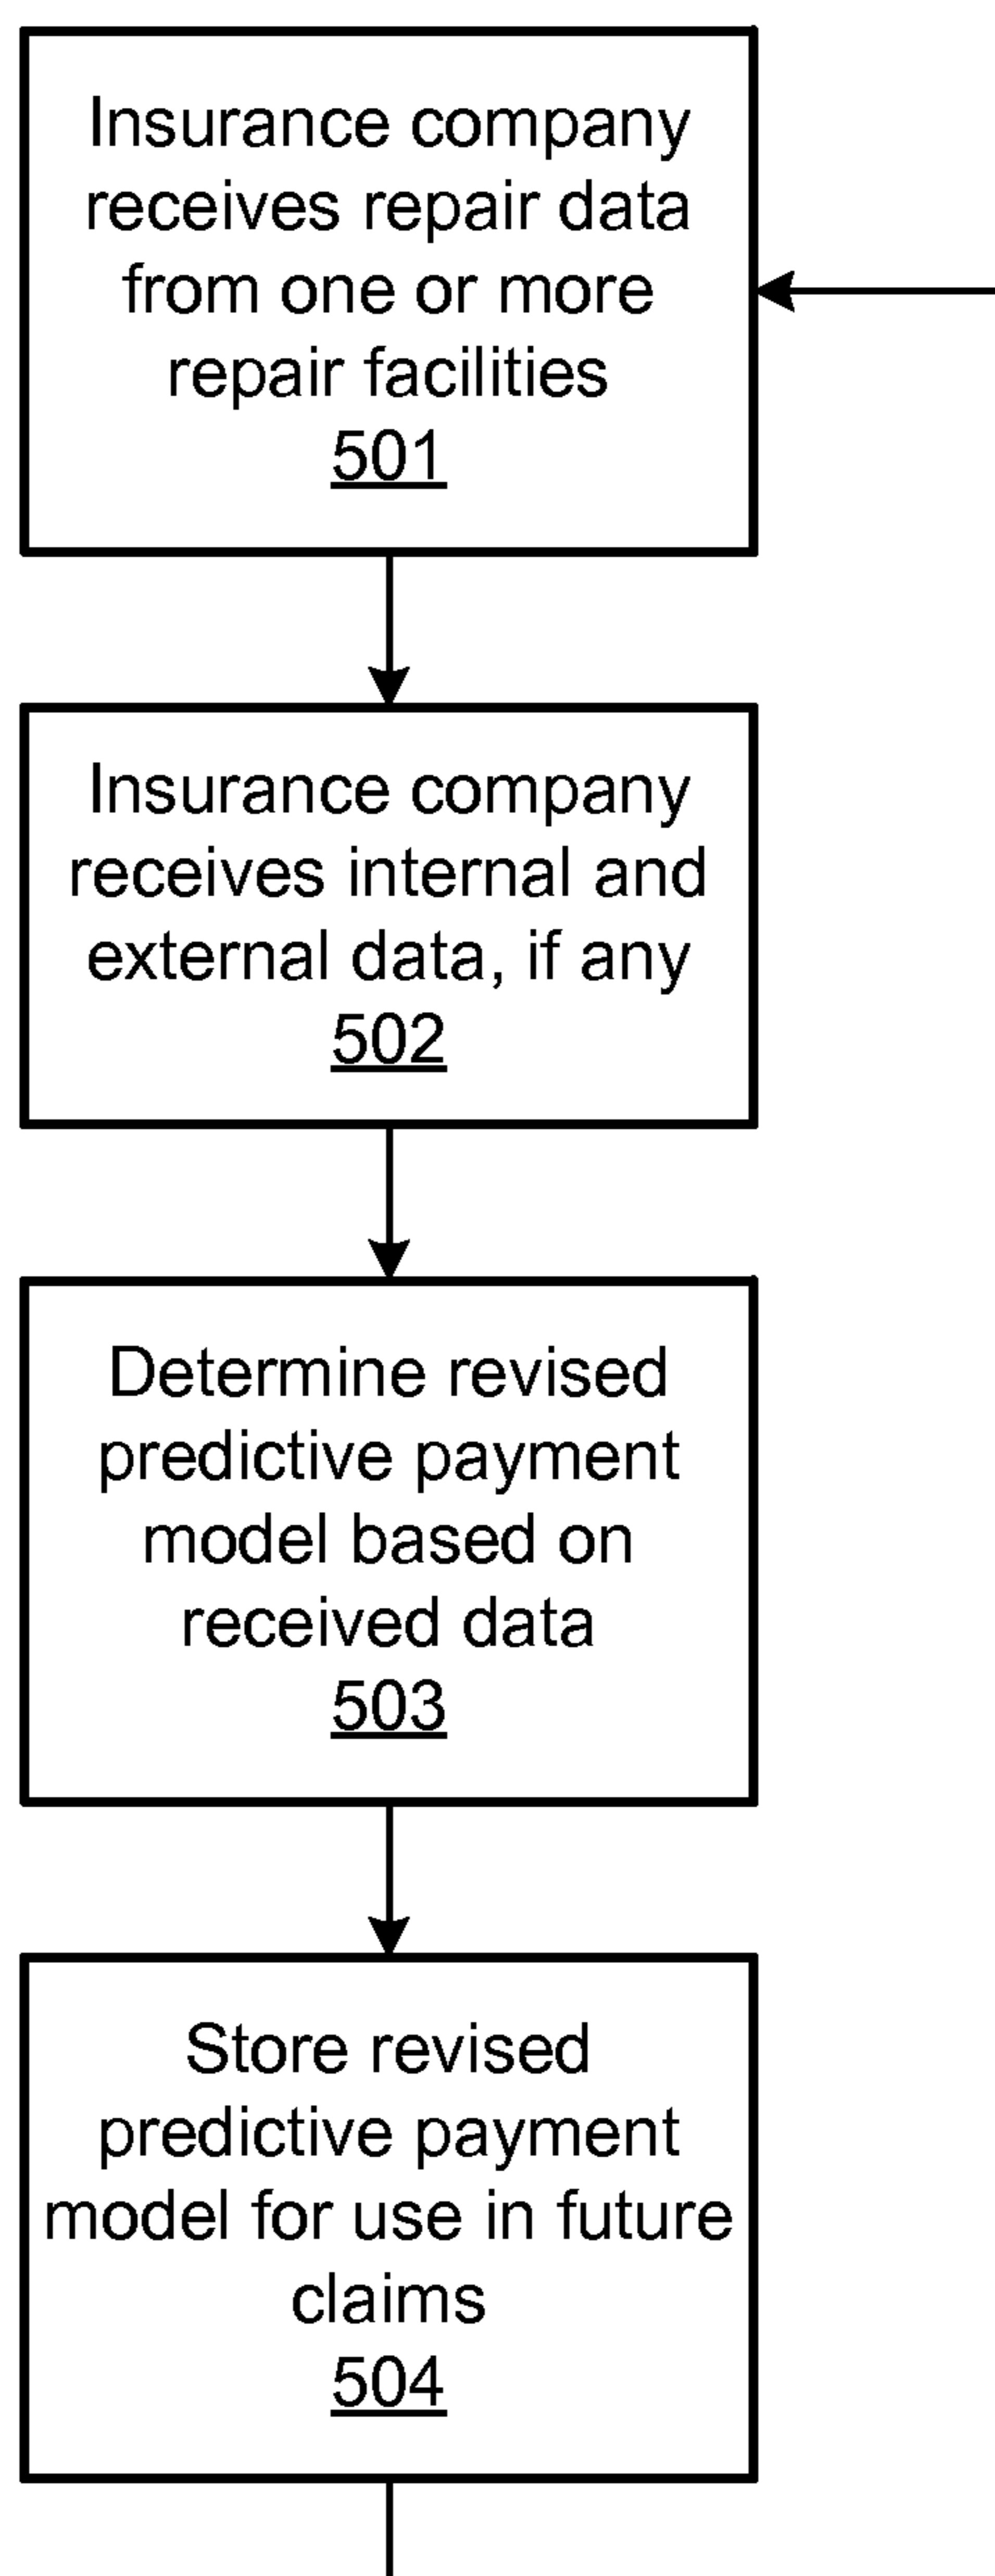 Insurance company
receives repair data
from one or more
repair facilities
501
Insurance company
receives internal and
external data, if any
502
Determine revised
predictive payment
model based on
received data
503
Store revised
predictive payment
model for use in future
claims
504